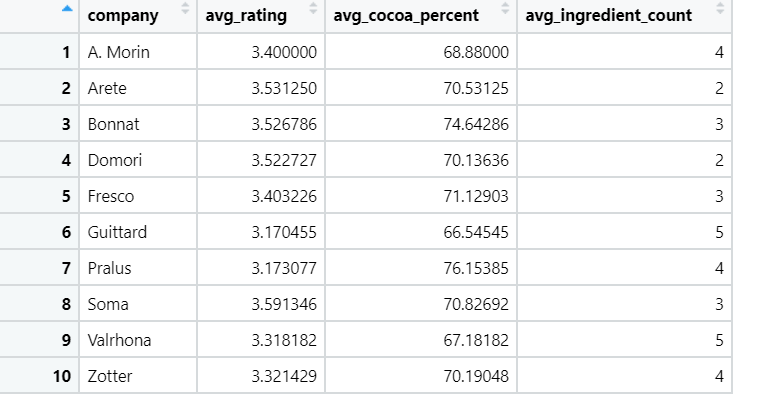 company avg_rating avg_cocoa_percent avg_ingredient_count
1 A. Morin 3.400000 68.88000 4
2 Arete 3.531250 70.53125 2
3 Bonnat 3.526786 74.64286 3
4 Domori 3.522727 70.13636 2
5 Fresco 3.403226 71.12903 3
6 Guittard 3.170455 66.54545 5
7 Pralus 3.173077 76.15385 4
8 Soma 3.591346 70.82692 3
9 Valrhona 3.318182 67.18182 5
10 Zotter 3.321429 70.19048 4